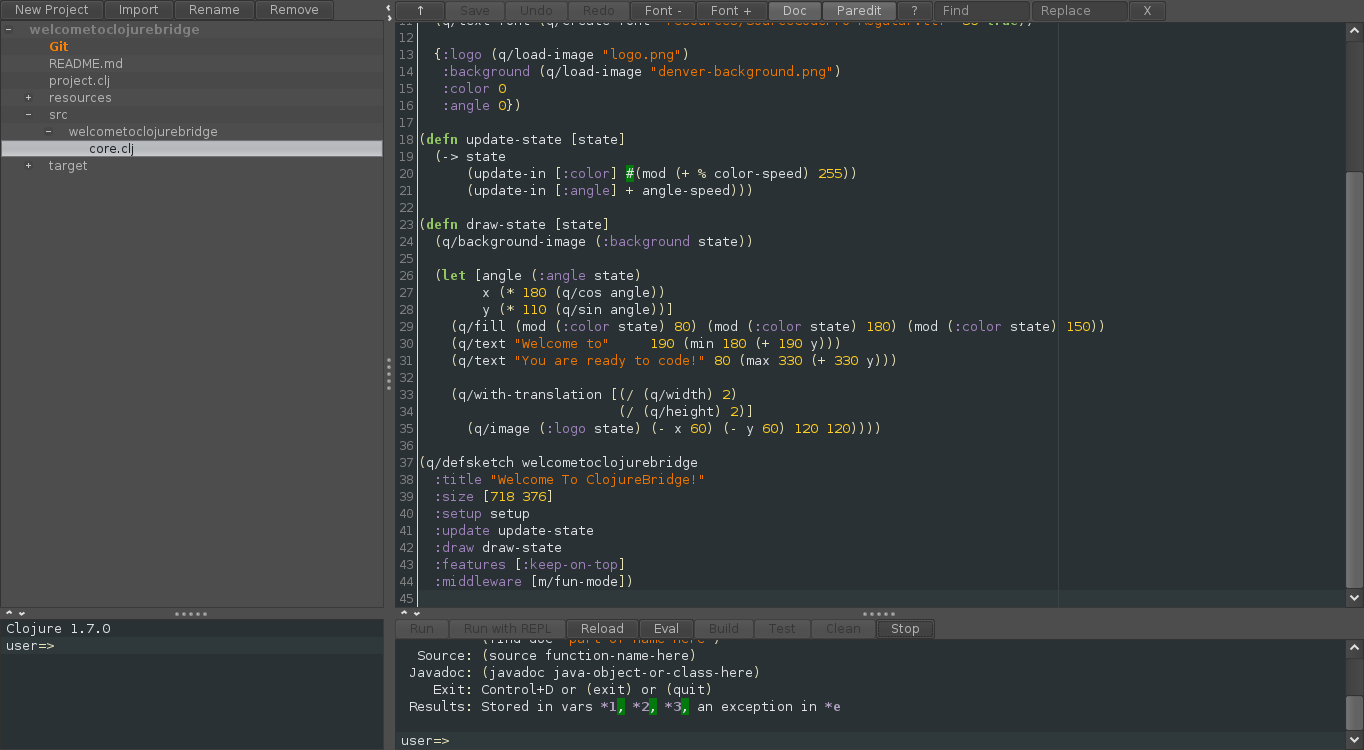 New Project Import Rename Remove
↑ Save Undo Redo Font - Font + Doc Paredit ? Find Replace X
- welcometoclojurebridge
Git
README.md
project.clj
+ resources
- src
- welcometoclojurebridge
core.clj
+ target
12
13 {:logo (q/load-image "logo.png")
14 :background (q/load-image "denver-background.png")
15 :color 0
16 :angle 0})
17
18 (defn update-state [state]
19 (-> state
20 (update-in [:color] #(mod (+ % color-speed) 255))
21 (update-in [:angle] + angle-speed)))
22
23 (defn draw-state [state]
24 (q/background-image (:background state))
25
26 (let [angle (:angle state)
27 x (* 180 (q/cos angle))
28 y (* 110 (q/sin angle))]
29 (q/fill (mod (:color state) 80) (mod (:color state) 180) (mod (:color state) 150))
30 (q/text "Welcome to" 190 (min 180 (+ 190 y)))
31 (q/text "You are ready to code!" 80 (max 330 (+ 330 y)))
32
33 (q/with-translation [(/ (q/width) 2)
34 (/ (q/height) 2)]
35 (q/image (:logo state) (- x 60) (- y 60) 120 120))))
36
37 (q/defsketch welcometoclojurebridge
38 :title "Welcome To ClojureBridge!"
39 :size [718 376]
40 :setup setup
41 :update update-state
42 :draw draw-state
43 :features [:keep-on-top]
44 :middleware [m/fun-mode])
45
Clojure 1.7.0
user=>
Run Run with REPL Reload Eval Build Test Clean Stop
Source: (source function-name-here)
Javadoc: (javadoc java-object-or-class-here)
Exit: Control+D or (exit) or (quit)
Results: Stored in vars *1, *2, *3, an exception in *e
user=>